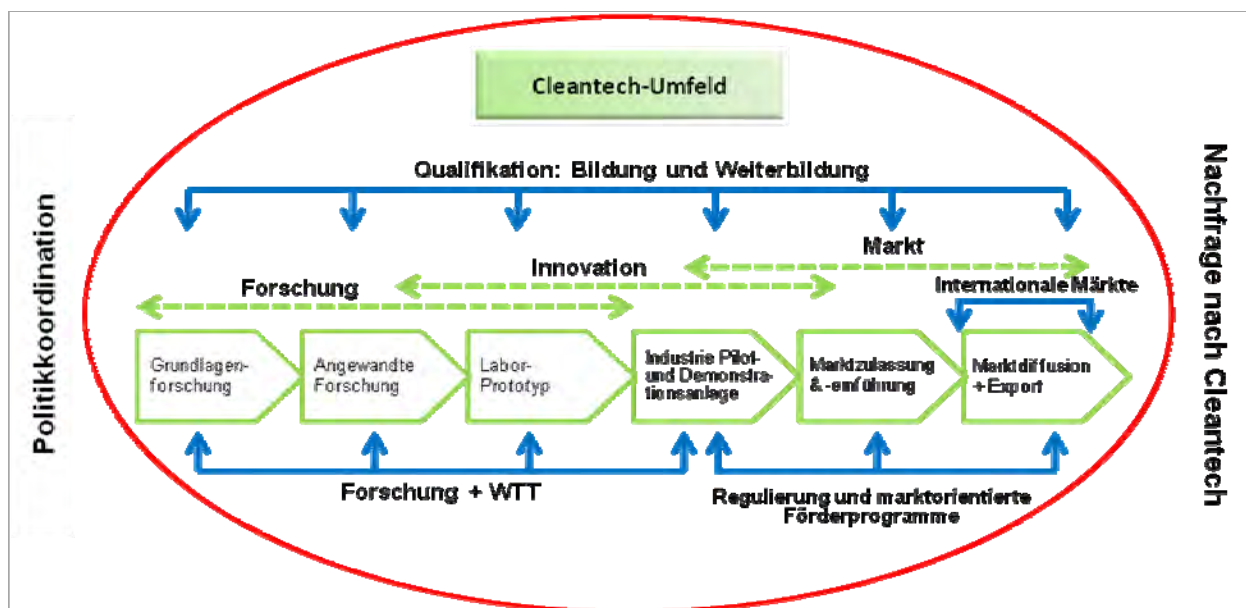 Cleantech-Umfeld
Politikkoordination
Nachfrage nach Cleantech
Qualifikation: Bildung und Weiterbildung
Markt
Innovation
Forschung
Internationale Märkte
Grundlagen-
forschung
Angewandte
Forschung
Labor-
Prototyp
Industrie Pilot-
und Demonstra-
tionsanlage
Marktzulassung
& -einführung
Marktdiffusion
+ Export
Forschung + WTT
Regulierung und marktorientierte
Förderprogramme